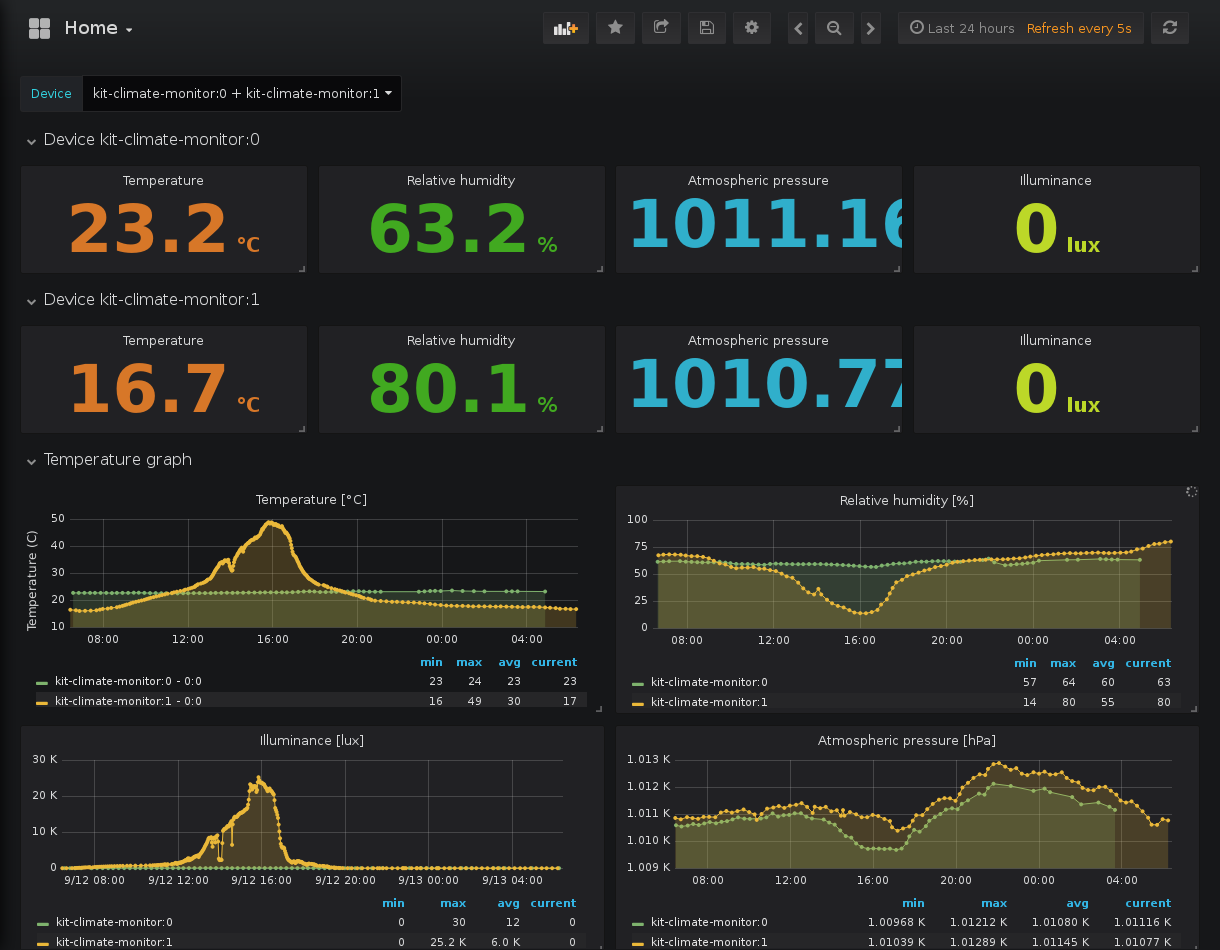 Home
Last 24 hours Refresh every 5s
Device kit-climate-monitor:0 + kit-climate-monitor:1
Device kit-climate-monitor:0
Temperature Relative humidity Atmospheric pressure Illuminance
23.2 °C 63.2 % 1011.16 0 lux
Device kit-climate-monitor:1
Temperature Relative humidity Atmospheric pressure Illuminance
16.7 °C 80.1 % 1010.77 0 lux
Temperature graph
Temperature [°C]
Temperature (C)
50
40
30
20
10
08:00 12:00 16:00 20:00 00:00 04:00
min max avg current
kit-climate-monitor:0 - 0:0 23 24 23 23
kit-climate-monitor:1 - 0:0 16 49 30 17
Relative humidity [%]
100
75
50
25
0
08:00 12:00 16:00 20:00 00:00 04:00
min max avg current
kit-climate-monitor:0 57 64 60 63
kit-climate-monitor:1 14 80 55 80
Illuminance [lux]
30 K
20 K
10 K
0
9/12 08:00 9/12 12:00 9/12 16:00 9/12 20:00 9/13 00:00 9/13 04:00
min max avg current
kit-climate-monitor:0 0 30 12 0
kit-climate-monitor:1 0 25.2 K 6.0 K 0
Atmospheric pressure [hPa]
1.013 K
1.012 K
1.011 K
1.010 K
1.009 K
08:00 12:00 16:00 20:00 00:00 04:00
min max avg current
kit-climate-monitor:0 1.00968 K 1.01212 K 1.01080 K 1.01116 K
kit-climate-monitor:1 1.01039 K 1.01289 K 1.01145 K 1.01077 K